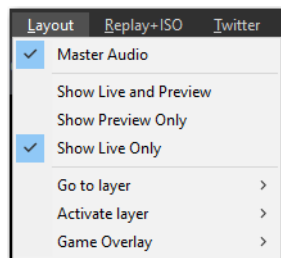 Layout Replay+ISO Twitter
Master Audio
Show Live and Preview
Show Preview Only
Show Live Only
Go to layer
Activate layer
Game Overlay